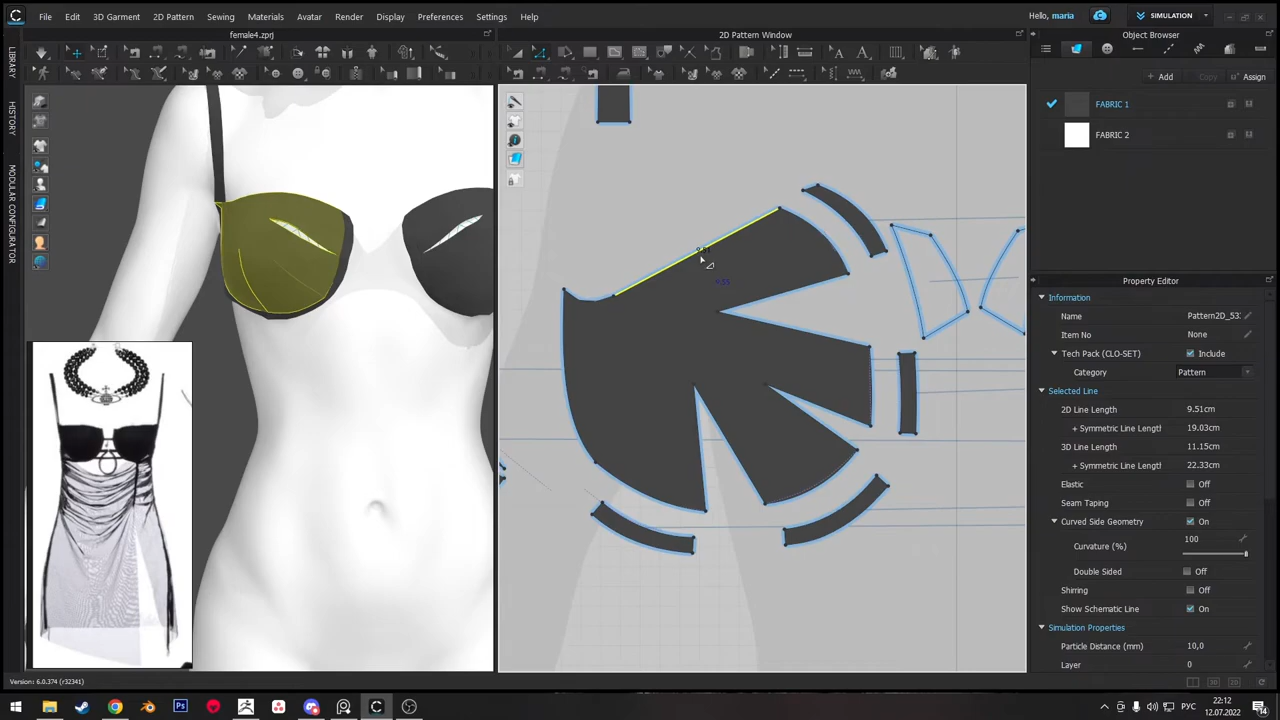 File Edit 3D Garment 2D Pattern Sewing Materials Avatar Render Display Preferences Settings Help
Hello, maria SIMULATION
female4.zprj 2D Pattern Window Object Browser
LIBRARY
HISTORY
MODULAR CONFIGURATOR
+ Add Copy Assign
FABRIC 1
FABRIC 2
Property Editor
Information
Name Pattern2D_53
Item No None
Tech Pack (CLO-SET) Include
Category Pattern
Selected Line
2D Line Length 9.51cm
+ Symmetric Line Lengt 19.03cm
3D Line Length 11.15cm
+ Symmetric Line Lengt 22.33cm
Elastic Off
Seam Taping Off
Curved Side Geometry On
Curvature (%) 100
Double Sided Off
Shirring Off
Show Schematic Line On
Simulation Properties
Particle Distance (mm) 10,0
Layer 0
Version: 6.0.374 (r32341) 3D 2D
РУС 22:12
12.07.2022 14